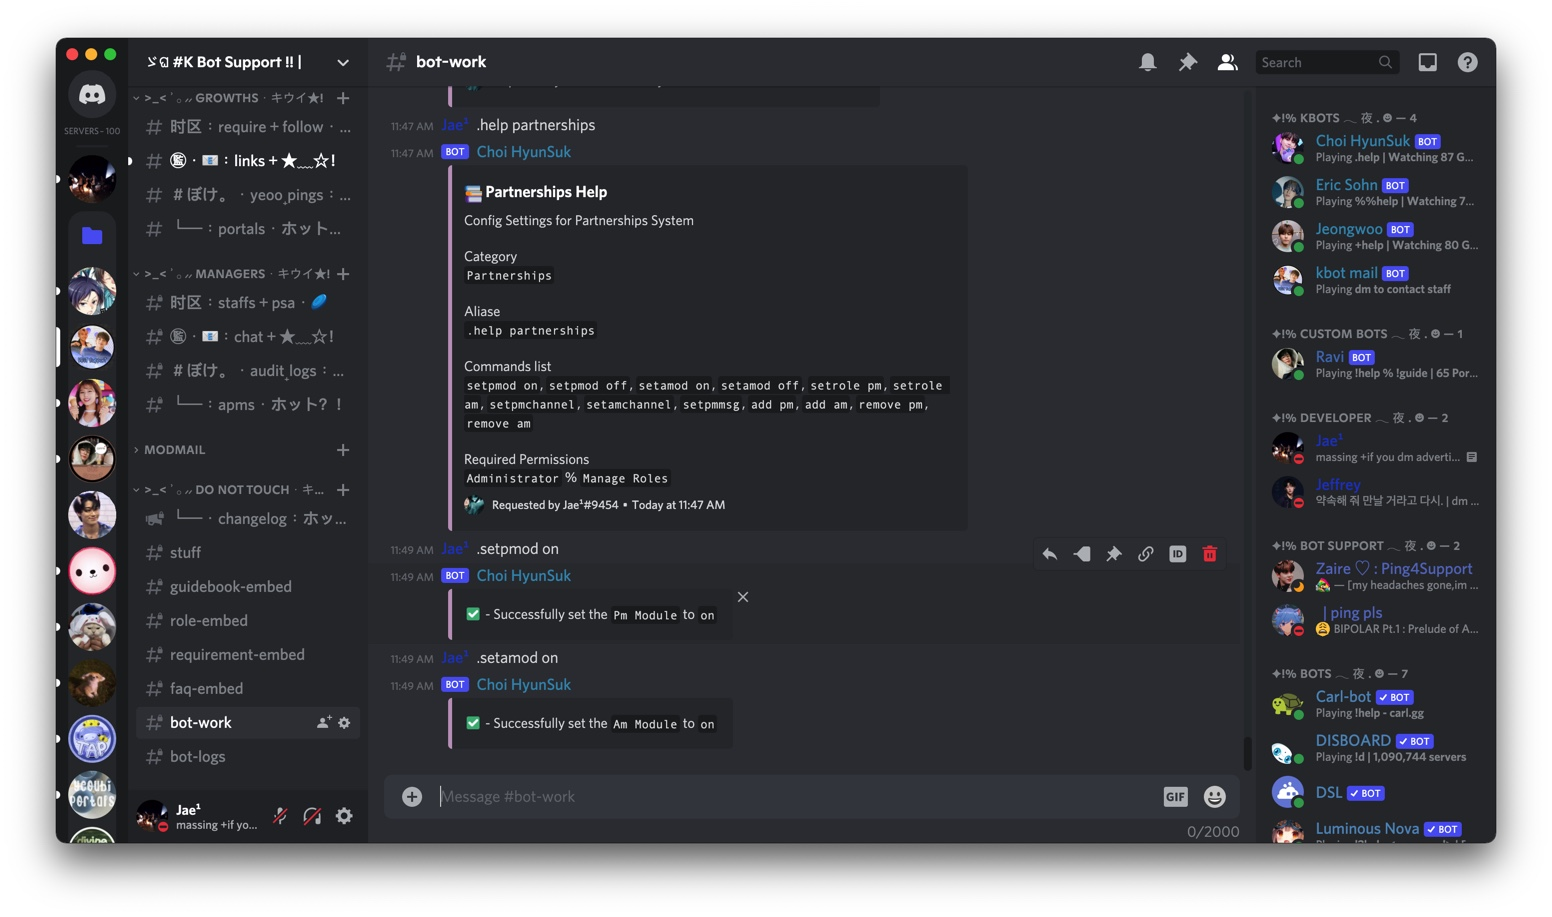 #K Bot Support !! |
bot-work
Search
SERVERS - 100
GROWTHS · キウイ★!
时区 : require + follow · ...
links + ★﹏☆!
# ぼけ。 · yeoo_pings : ...
└── : portals · ホット...
MANAGERS · キウイ★!
时区 : staffs + psa ·
chat + ★﹏☆!
# ぼけ。 · audit_logs : ...
└── : apms · ホット? !
MODMAIL
DO NOT TOUCH · キ...
└── · changelog : ホッ...
stuff
guidebook-embed
role-embed
requirement-embed
faq-embed
bot-work
bot-logs
Jae¹
massing +if yo...
11:47 AM Jae¹ .help partnerships
11:47 AM BOT Choi HyunSuk
📚 Partnerships Help
Config Settings for Partnerships System
Category
Partnerships
Aliase
.help partnerships
Commands list
setpmod on, setpmod off, setamod on, setamod off, setrole pm, setrole
am, setpmchannel, setamchannel, setpmmsg, add pm, add am, remove pm,
remove am
Required Permissions
Administrator % Manage Roles
Requested by Jae¹#9454 • Today at 11:47 AM
11:49 AM Jae¹ .setpmod on
ID
11:49 AM BOT Choi HyunSuk
✅ - Successfully set the Pm Module to on
11:49 AM Jae¹ .setamod on
11:49 AM BOT Choi HyunSuk
✅ - Successfully set the Am Module to on
Message #bot-work
GIF
0/2000
✦!% KBOTS ︵ 夜 . ☻ — 4
Choi HyunSuk BOT
Playing .help | Watching 87 G...
Eric Sohn BOT
Playing %%help | Watching 7...
Jeongwoo BOT
Playing +help | Watching 80 G...
kbot mail BOT
Playing dm to contact staff
✦!% CUSTOM BOTS ︵ 夜 . ☻ — 1
Ravi BOT
Playing !help % !guide | 65 Por...
✦!% DEVELOPER ︵ 夜 . ☻ — 2
Jae¹
massing +if you dm adverti...
Jeffrey
약속해 줘 만날 거라고 다시. | dm ...
✦!% BOT SUPPORT ︵ 夜 . ☻ — 2
Zaire ♡ : Ping4Support
— [my headaches gone,im ...
| ping pls
😩 BIPOLAR Pt.1 : Prelude of A...
✦!% BOTS ︵ 夜 . ☻ — 7
Carl-bot ✓ BOT
Playing !help - carl.gg
DISBOARD ✓ BOT
Playing !d | 1,090,744 servers
DSL ✓ BOT
Luminous Nova ✓ BOT